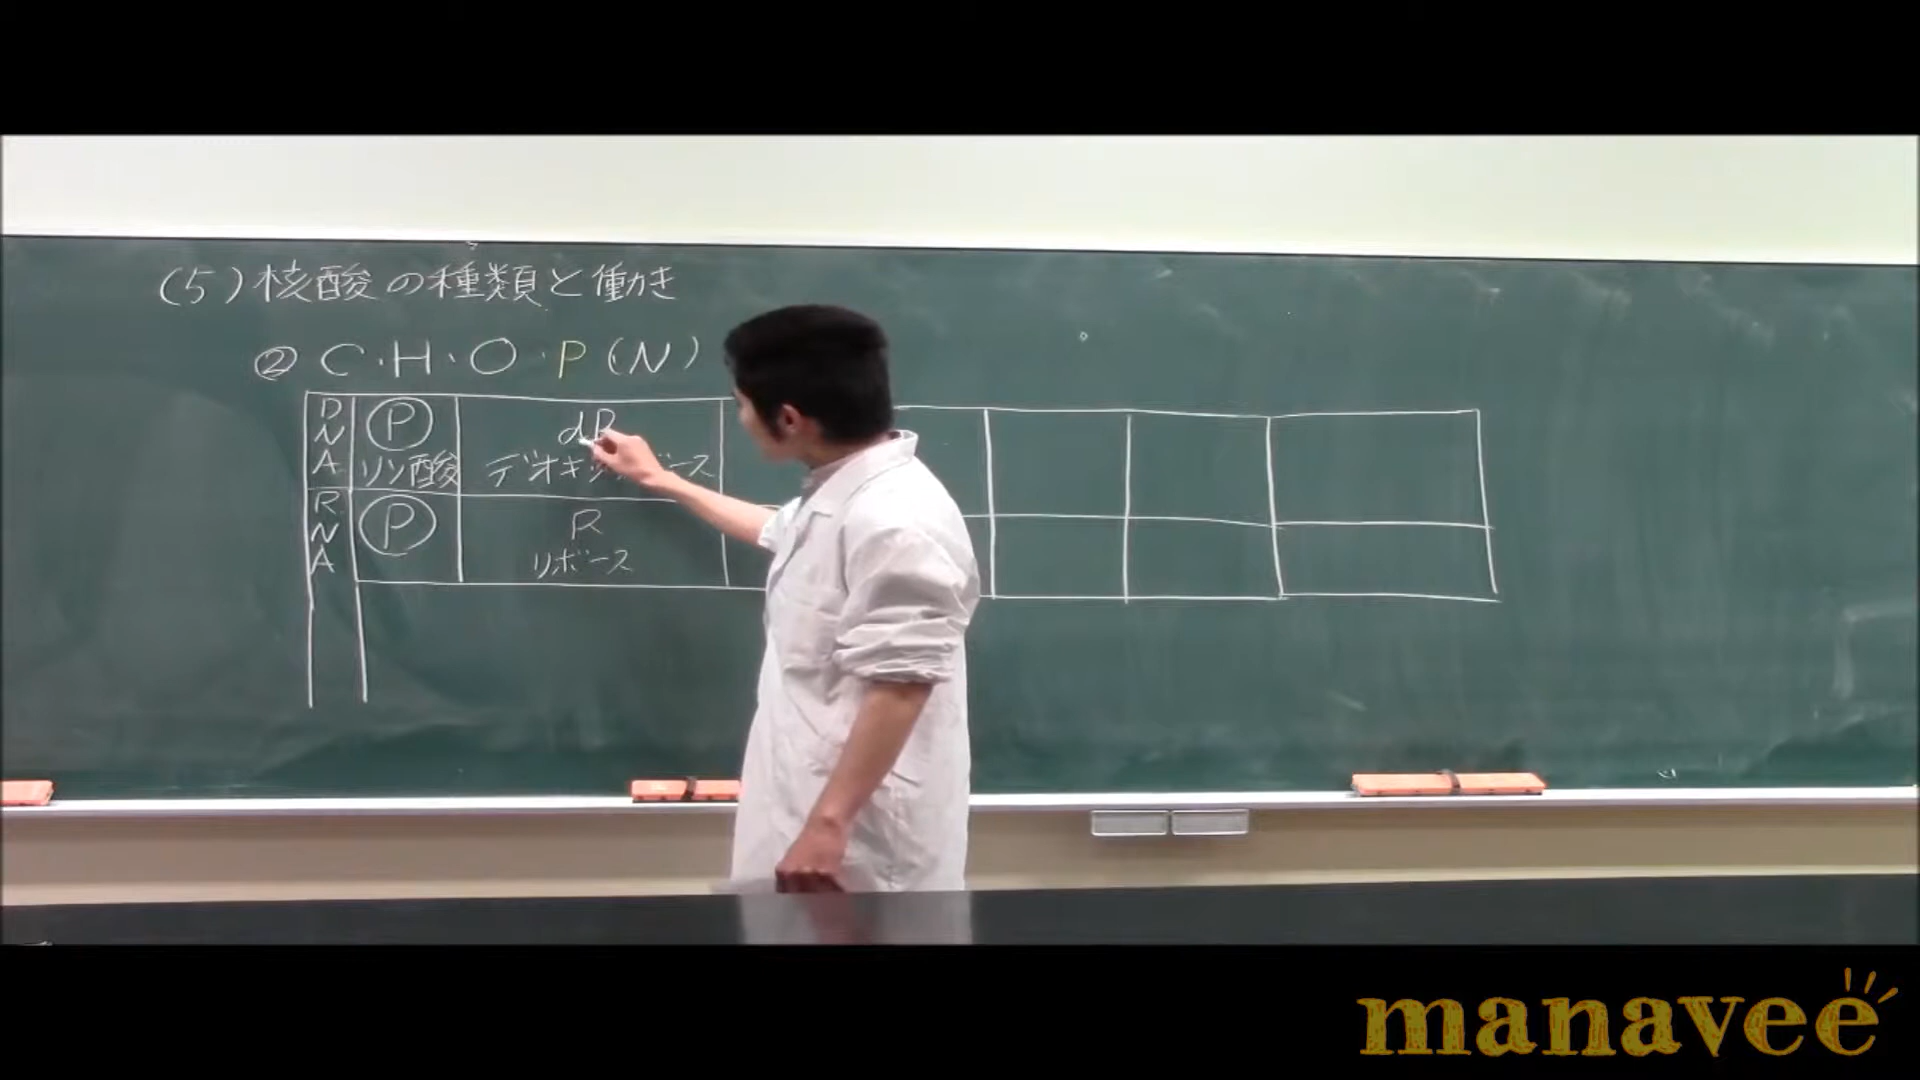 (5)核酸の種類と働き
② C・H・O・P(N)
DNA Ⓟ リン酸 dR
RNA Ⓟ R リボース
manavee